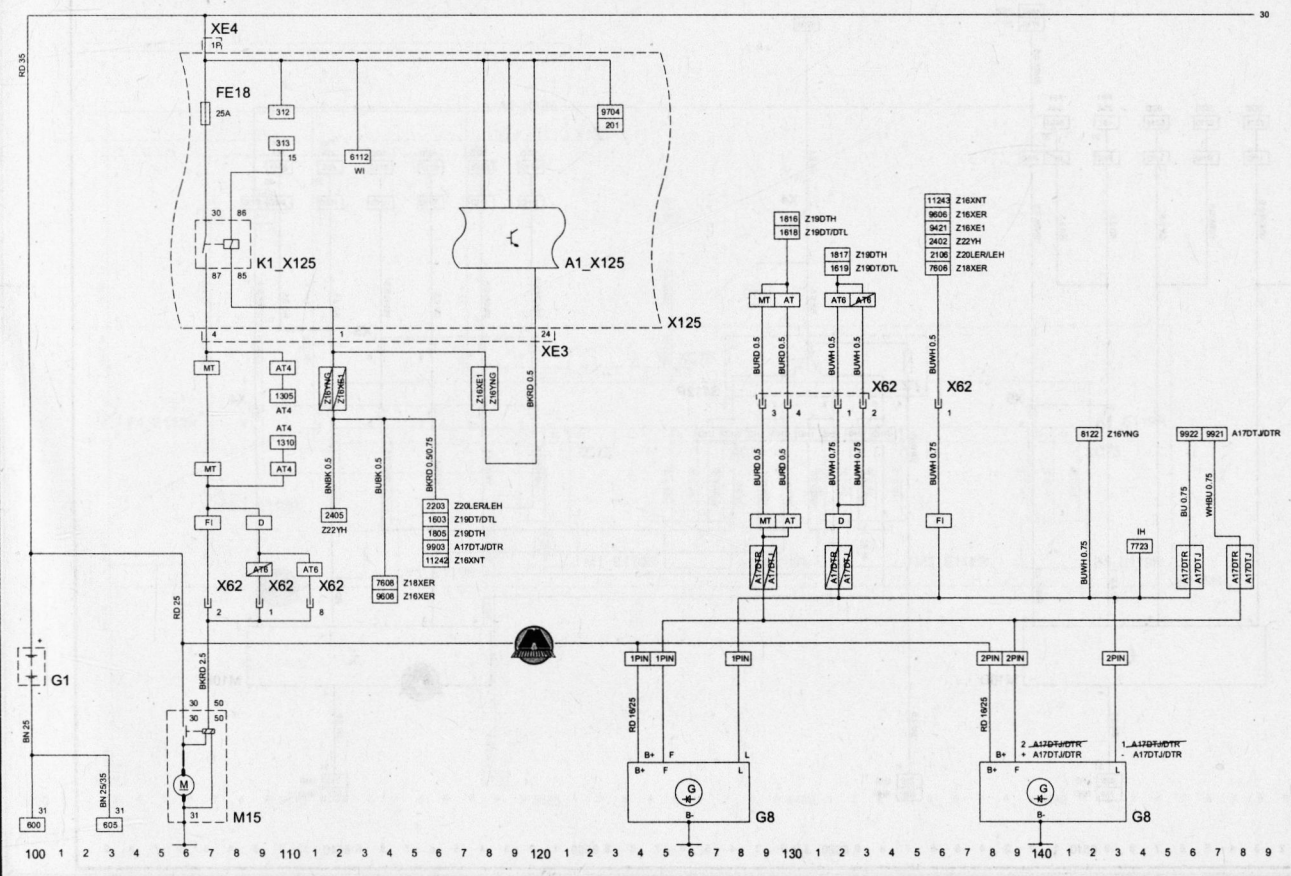 30
XE4
1P
RD 35
FE18
25A
312
313
15
6112
WI
9704
201
30
86
K1_X125
87
85
A1_X125
X125
4
1
24
XE3
MT
AT4
1305
AT4
AT4
1310
MT
AT4
Z16YNG
Z16XE1
Z16XE1
Z16YNG
BKRD 0.5
BNBK 0.5
BUBK 0.5
BKRD 0.5/0.75
FI
D
2405
Z22YH
2203 Z20LER/LEH
1603 Z19DT/DTL
1805 Z19DTH
9903 A17DTJ/DTR
11242 Z16XNT
7608 Z18XER
9608 Z16XER
AT6
AT6
X62
X62
X62
2
1
8
RD 25
BKRD 2.5
+
-
G1
BN 25
BN 25/35
31
600
31
605
30
50
30
50
M
31
M15
1816 Z19DTH
1618 Z19DT/DTL
1817 Z19DTH
1619 Z19DT/DTL
11243 Z16XNT
9606 Z16XER
9421 Z16XE1
2402 Z22YH
2106 Z20LER/LEH
7606 Z18XER
MT
AT
AT6
AT6
BURD 0.5
BURD 0.5
BUWH 0.5
BUWH 0.5
BUWH 0.5
X62
X62
3
4
1
2
1
BURD 0.5
BURD 0.5
BUWH 0.75
BUWH 0.75
BUWH 0.75
MT
AT
D
FI
A17DTR
A17DTJ
A17DTR
A17DTJ
8122 Z16YNG
9922
9921
A17DTJ/DTR
BUWH 0.75
BU 0.75
WHBU 0.75
IH
7723
A17DTR
A17DTJ
A17DTR
A17DTJ
1PIN
1PIN
1PIN
2PIN
2PIN
2PIN
RD 16/25
RD 16/25
B+
F
L
B+
F
L
G
B-
G8
2 A17DTJ/DTR
B+
+ A17DTJ/DTR
1 A17DTJ/DTR
- A17DTJ/DTR
B+
F
L
G
B-
G8
100 1 2 3 4 5 6 7 8 9 110 1 2 3 4 5 6 7 8 9 120 1 2 3 4 5 6 7 8 9 130 1 2 3 4 5 6 7 8 9 140 1 2 3 4 5 6 7 8 9